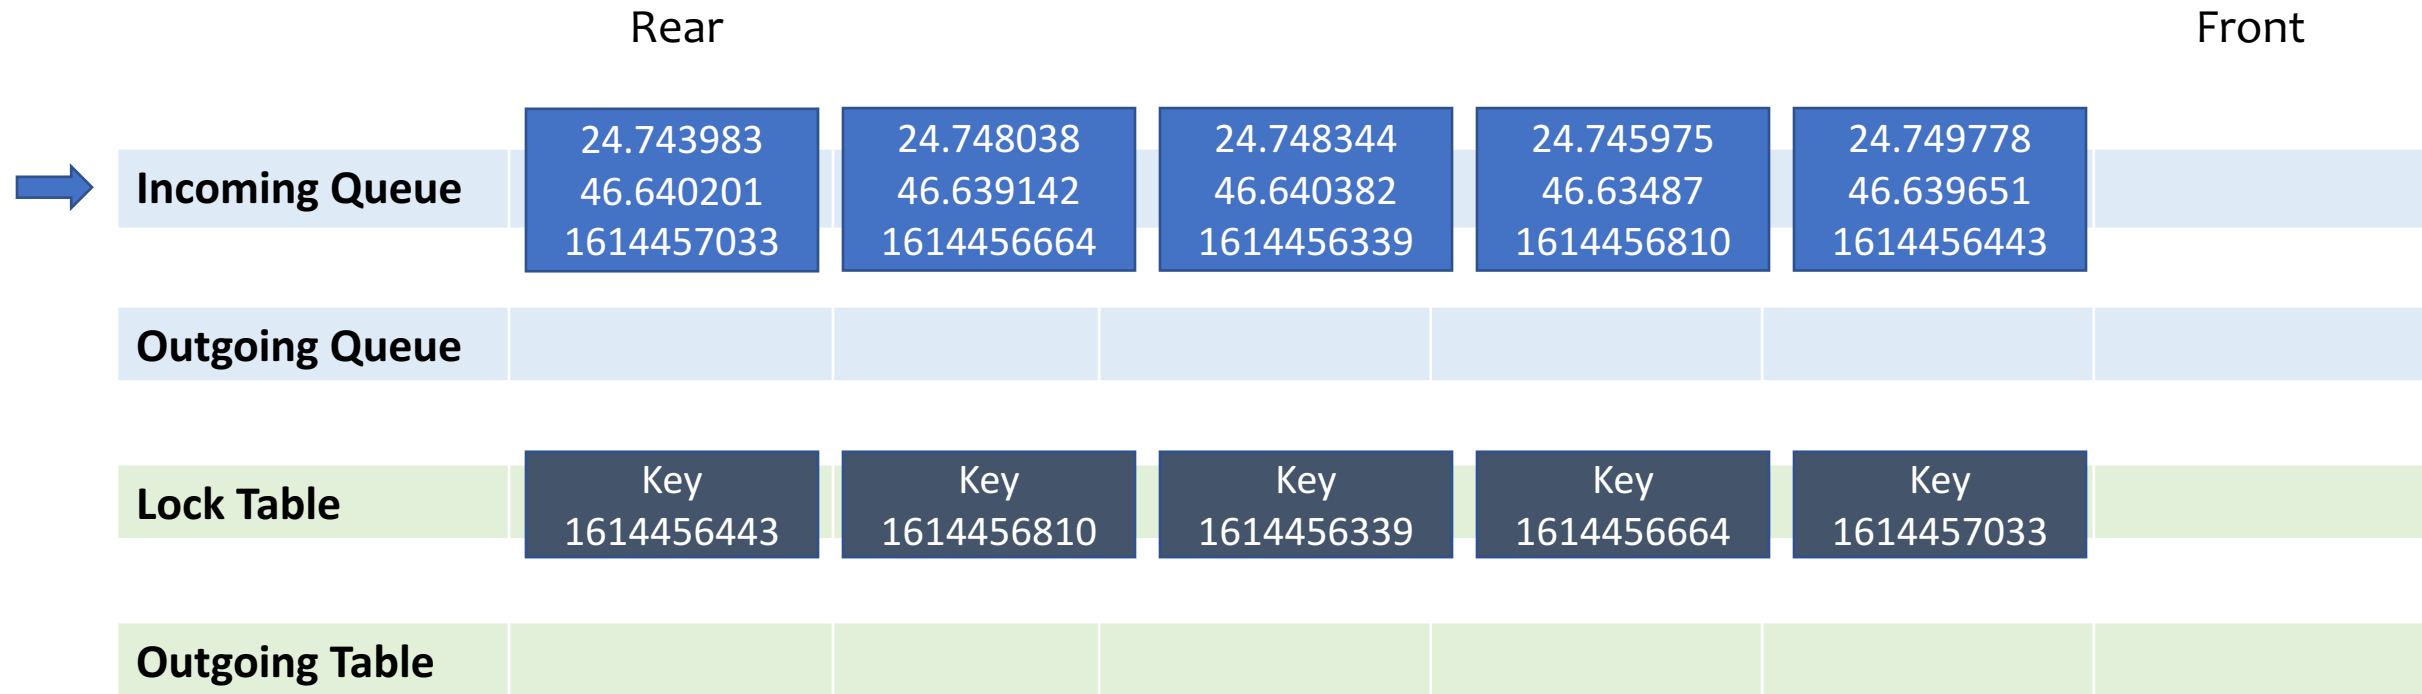 Rear
Front
Incoming Queue
24.743983
46.640201
1614457033
24.748038
46.639142
1614456664
24.748344
46.640382
1614456339
24.745975
46.63487
1614456810
24.749778
46.639651
1614456443
Outgoing Queue
Lock Table
Key
1614456443
Key
1614456810
Key
1614456339
Key
1614456664
Key
1614457033
Outgoing Table